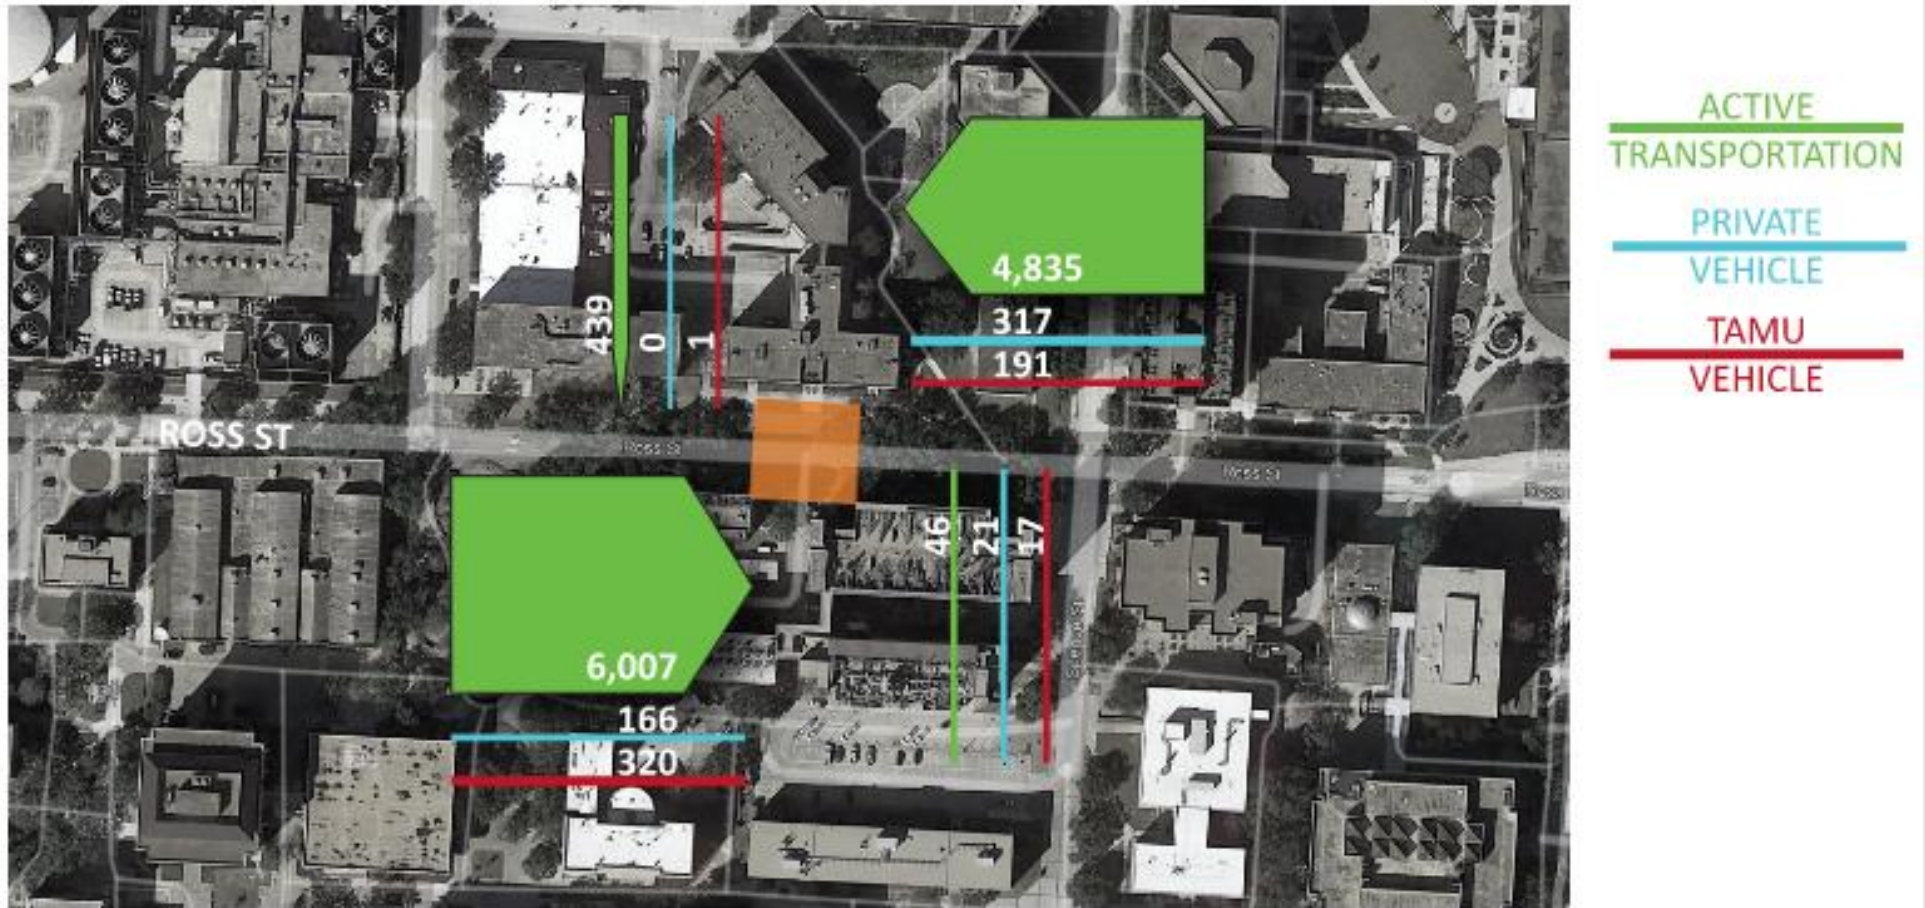 ACTIVE
TRANSPORTATION
PRIVATE
VEHICLE
TAMU
VEHICLE
4,835
317
191
439
0
1
ROSS ST
Ross St
Ross St
Ross
46
21
17
6,007
166
320